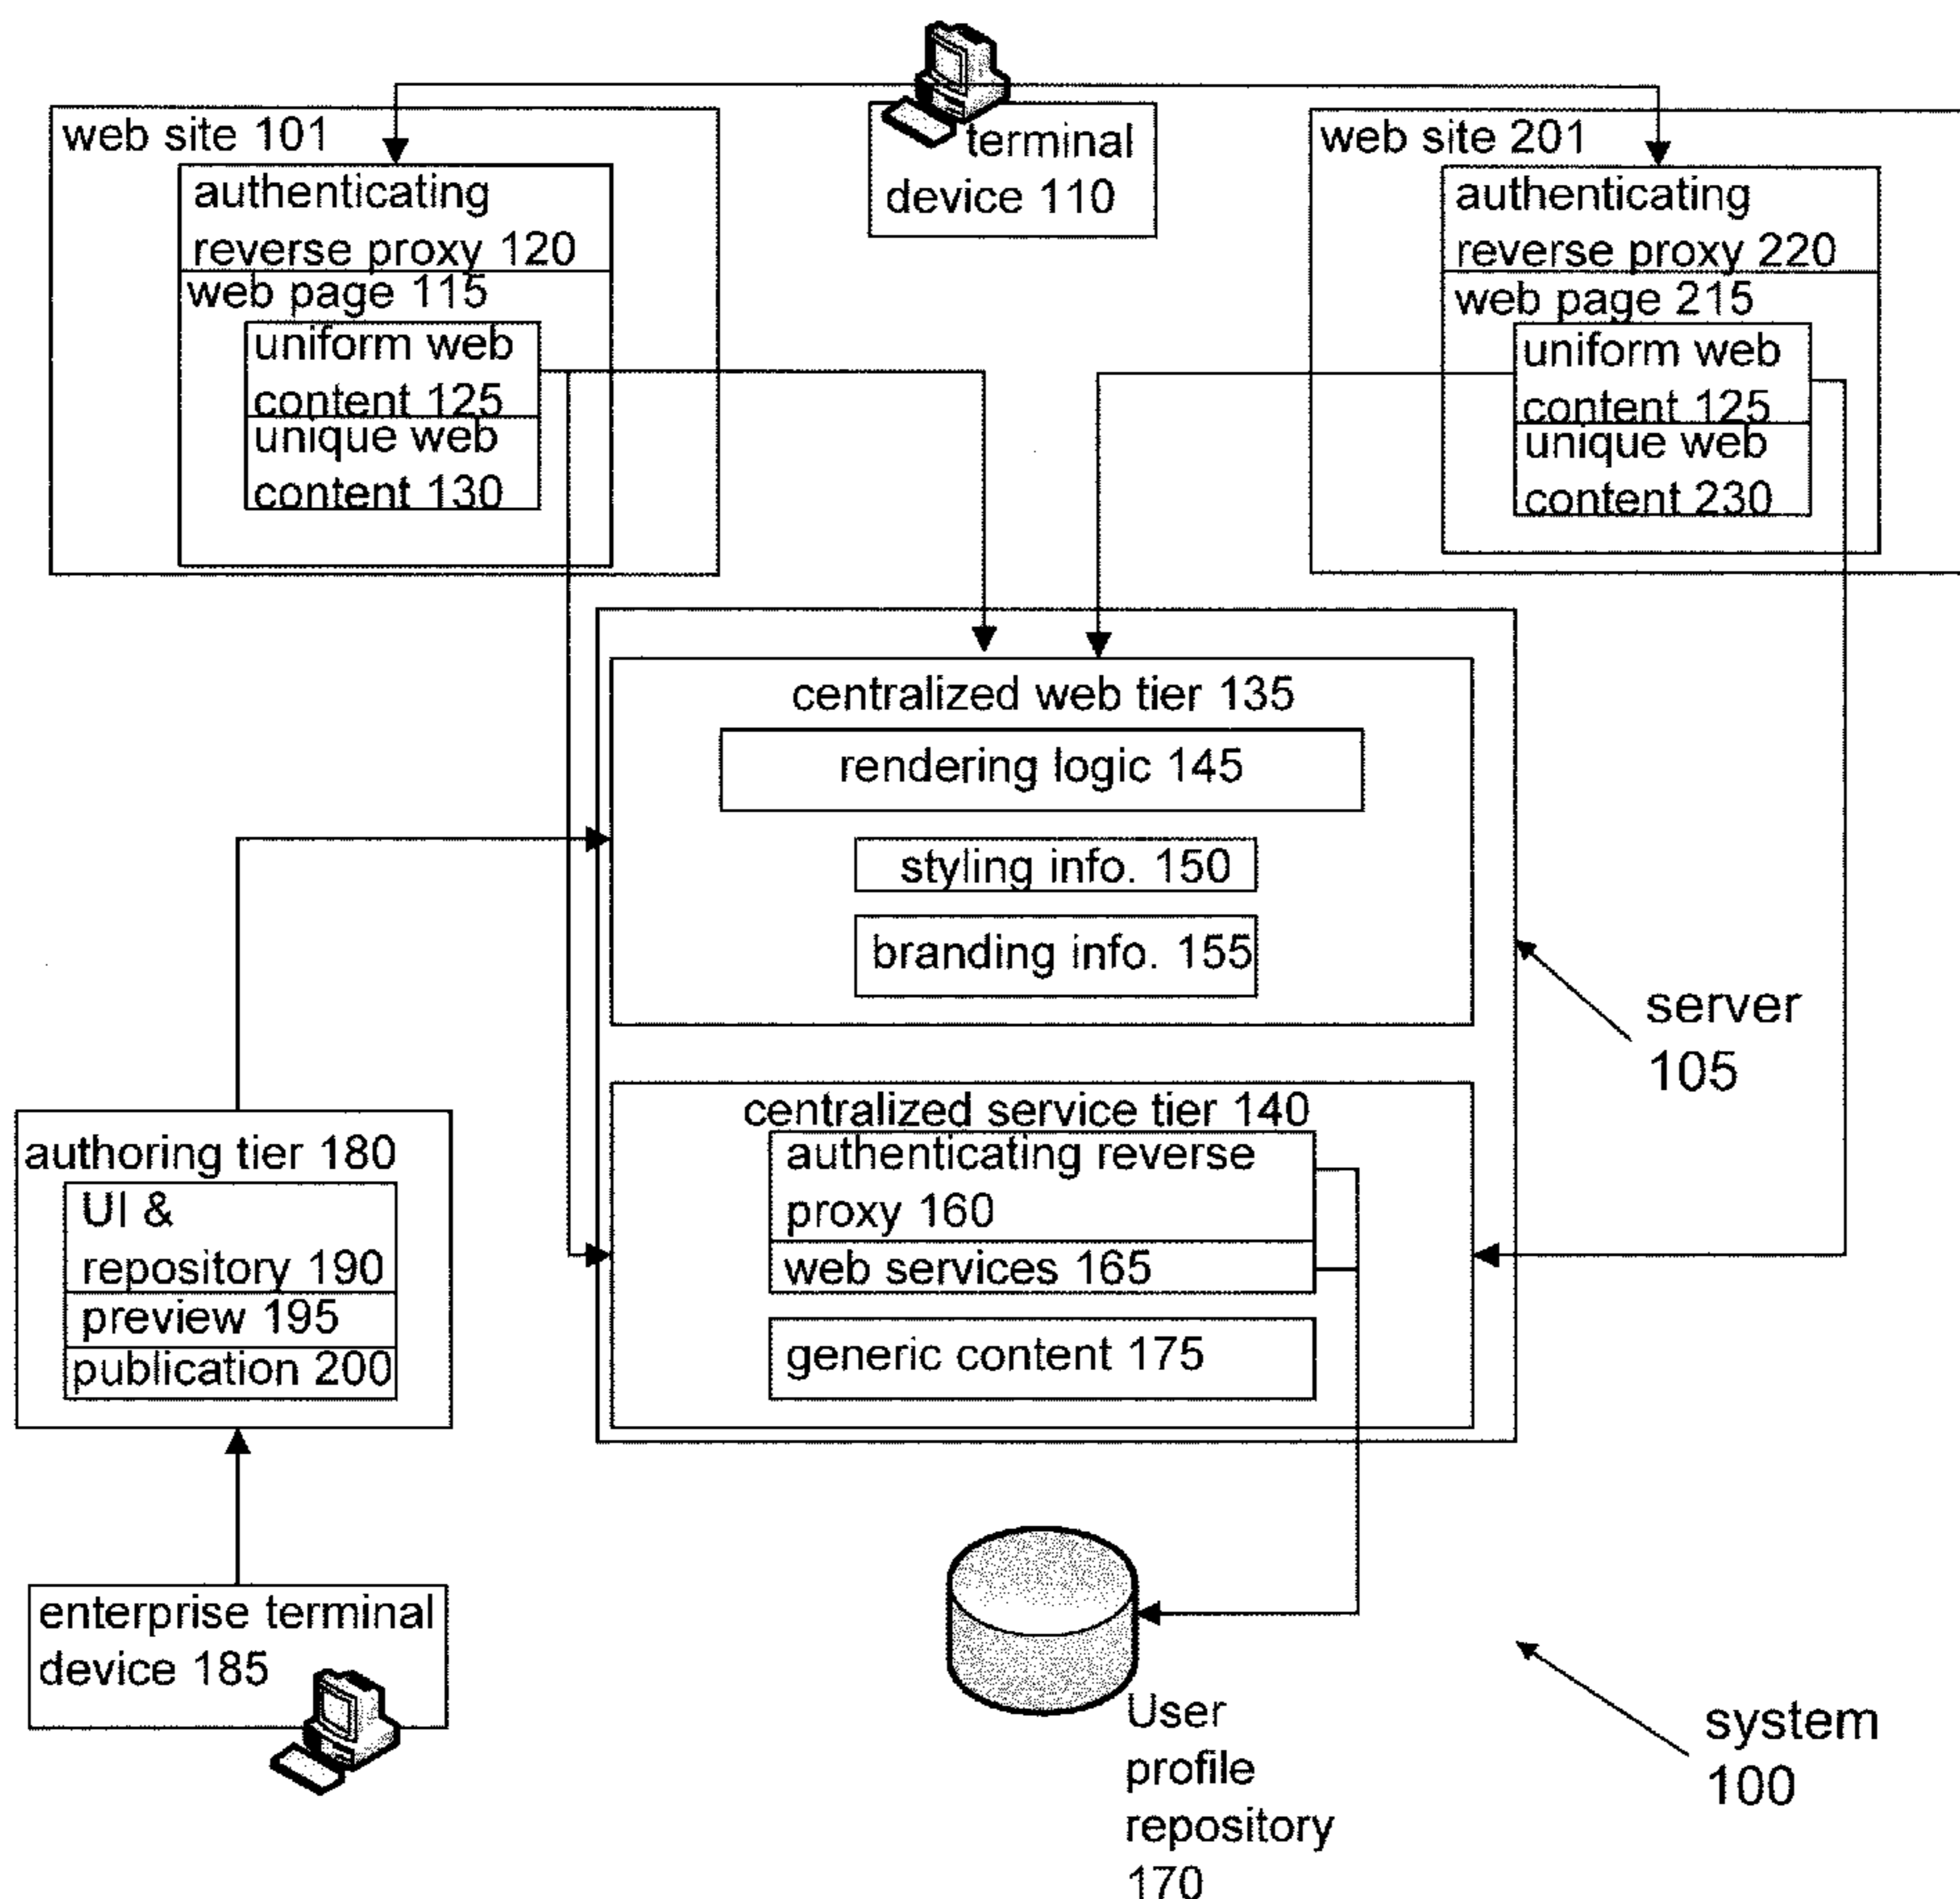 terminal
device 110
web site 101
authenticating
reverse proxy 120
web page 115
uniform web
content 125
unique web
content 130
web site 201
authenticating
reverse proxy 220
web page 215
uniform web
content 125
unique web
content 230
centralized web tier 135
rendering logic 145
styling info. 150
branding info. 155
server
105
centralized service tier 140
authenticating reverse
proxy 160
web services 165
generic content 175
authoring tier 180
UI &
repository 190
preview 195
publication 200
enterprise terminal
device 185
User
profile
repository
170
system
100